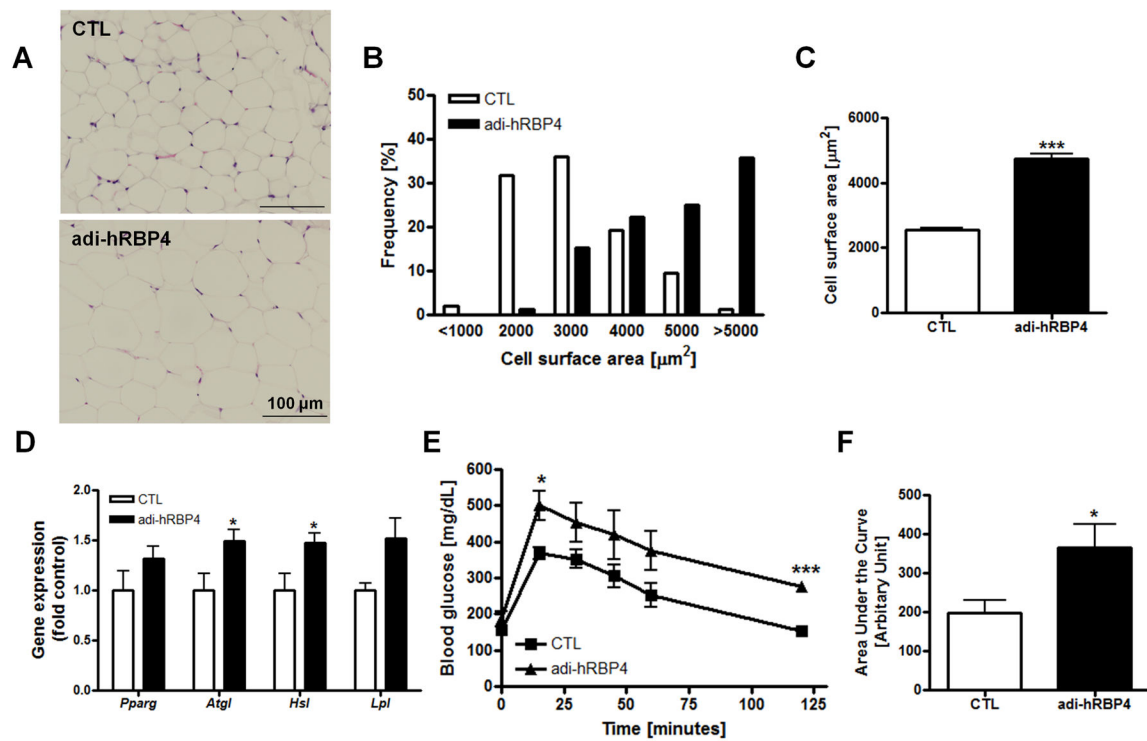 A
CTL
adi-hRBP4
100 µm
B
CTL
adi-hRBP4
Frequency [%]
50
40
30
20
10
0
<1000 2000 3000 4000 5000 >5000
Cell surface area [µm²]
C
Cell surface area [µm²]
6000
4000
2000
0
***
CTL adi-hRBP4
D
CTL
adi-hRBP4
Gene expression
(fold control)
2.0
1.5
1.0
0.5
0.0
* *
Pparg Atgl Hsl Lpl
E
Blood glucose [mg/dL]
600
500
400
300
200
100
0
*
***
CTL
adi-hRBP4
0 25 50 75 100 125
Time [minutes]
F
Area Under the Curve
[Arbitary Unit]
500
400
300
200
100
0
*
CTL adi-hRBP4